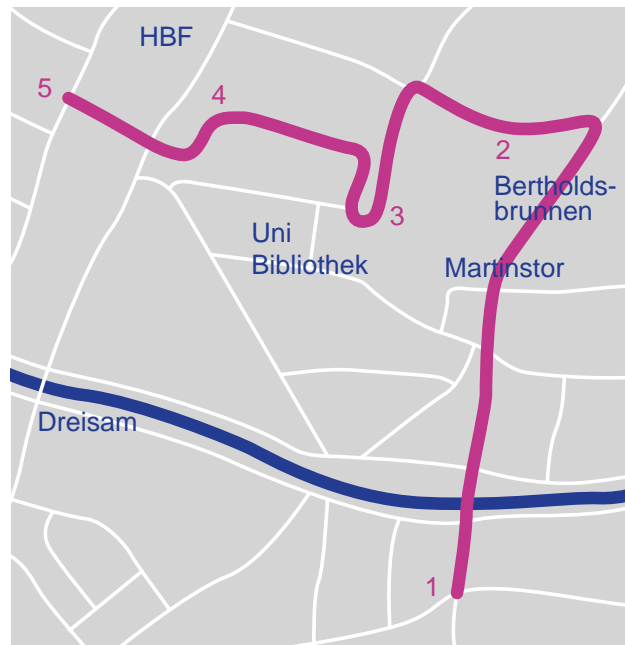 HBF
5
4
2
Bertholds-
brunnen
3
Uni
Bibliothek
Martinstor
Dreisam
1